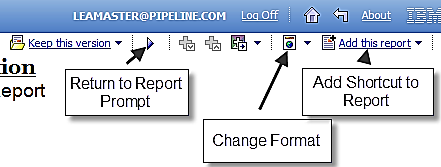 LEAMASTER@PIPELINE.COM Log Off About IBM
Keep this version Add this report
tion
eport
Return to Report
Prompt
Change Format
Add Shortcut to
Report